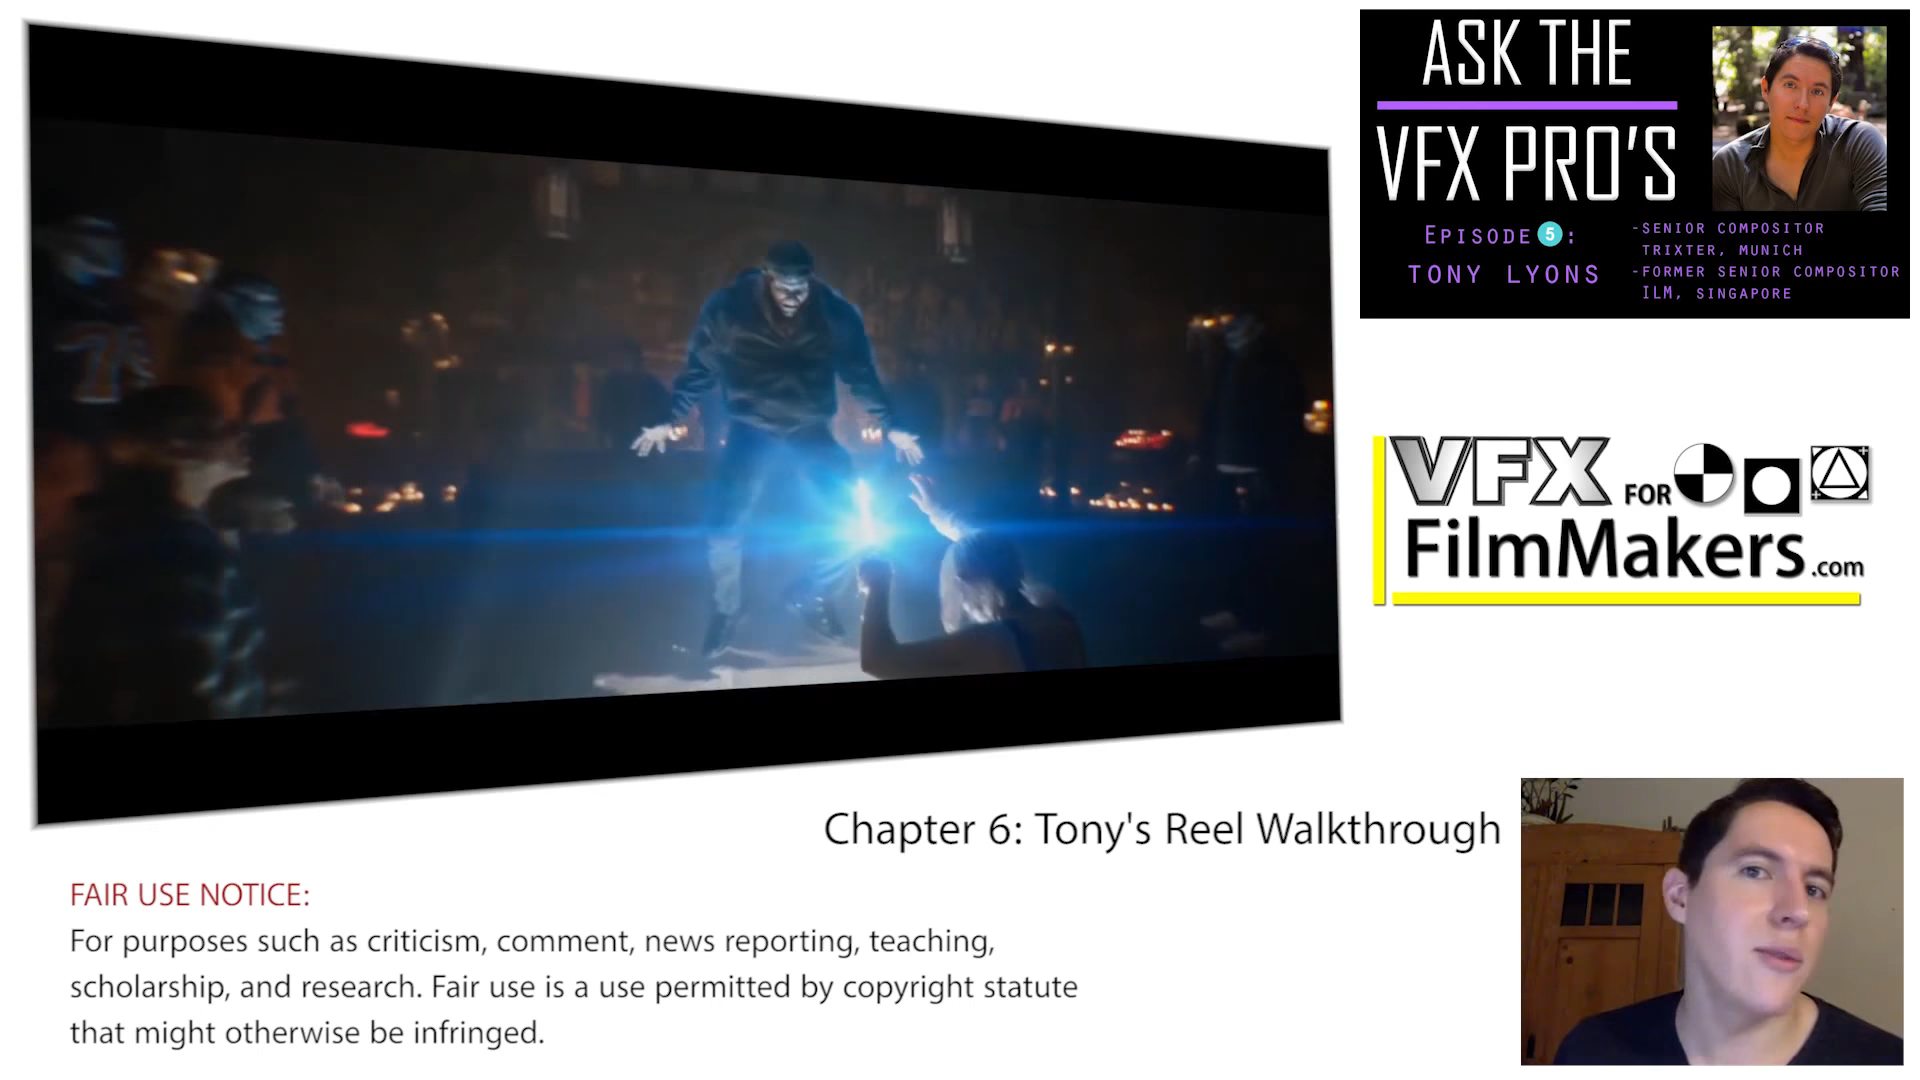 ASK THE
VFX PRO'S
EPISODE 5:
TONY LYONS
-SENIOR COMPOSITOR
TRIXTER, MUNICH
-FORMER SENIOR COMPOSITOR
ILM, SINGAPORE
VFX FOR
FilmMakers.com
Chapter 6: Tony's Reel Walkthrough
FAIR USE NOTICE:
For purposes such as criticism, comment, news reporting, teaching,
scholarship, and research. Fair use is a use permitted by copyright statute
that might otherwise be infringed.